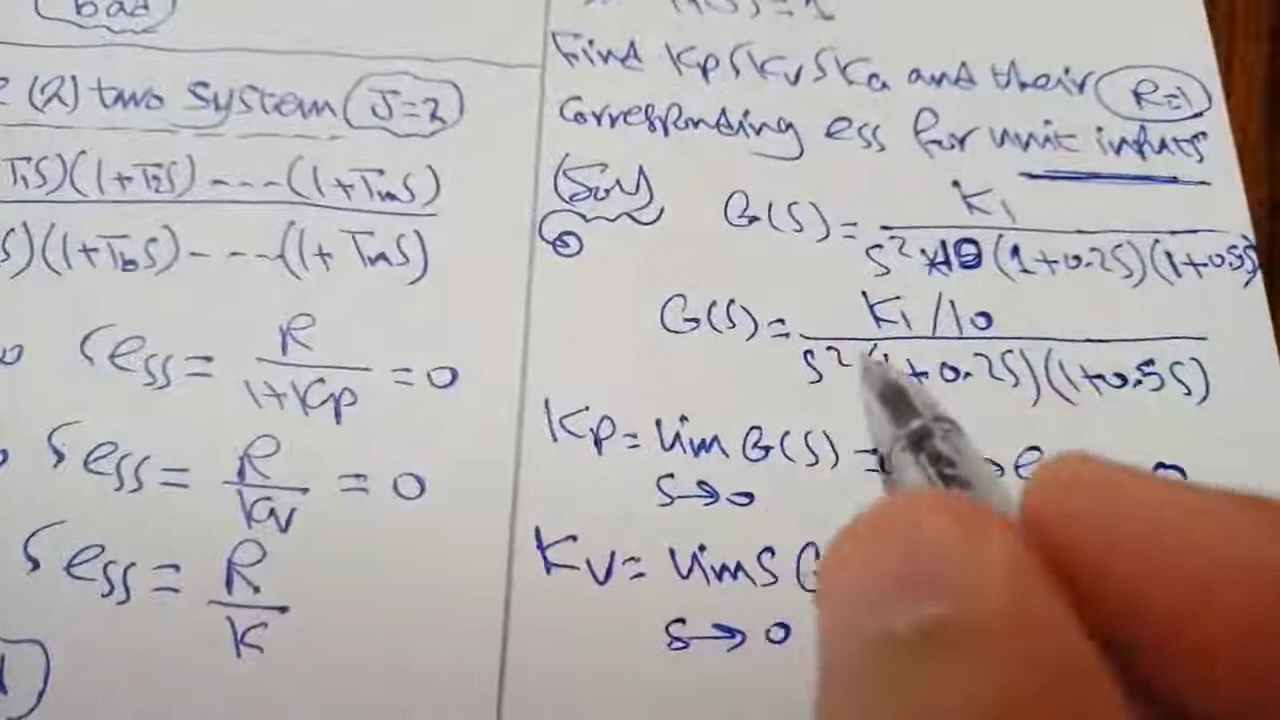 bad
(2) two system J=2
T1S)(1+T2S)----(1+TmS)
S)(1+TbS)----(1+TnS)
ess= R/1+Kp =0
ess= R/Kv =0
ess= R/K
Find Kp, Kv, Ka and their R=1
corresponding ess for unit inputs
(Sol)
G(S)= K1/S² *10 (1+0.2S)(1+0.5S)
G(S)= K1/10/S²(1+0.2S)(1+0.5S)
Kp= lim G(S)=
S→0
Kv= lim S G
S→0